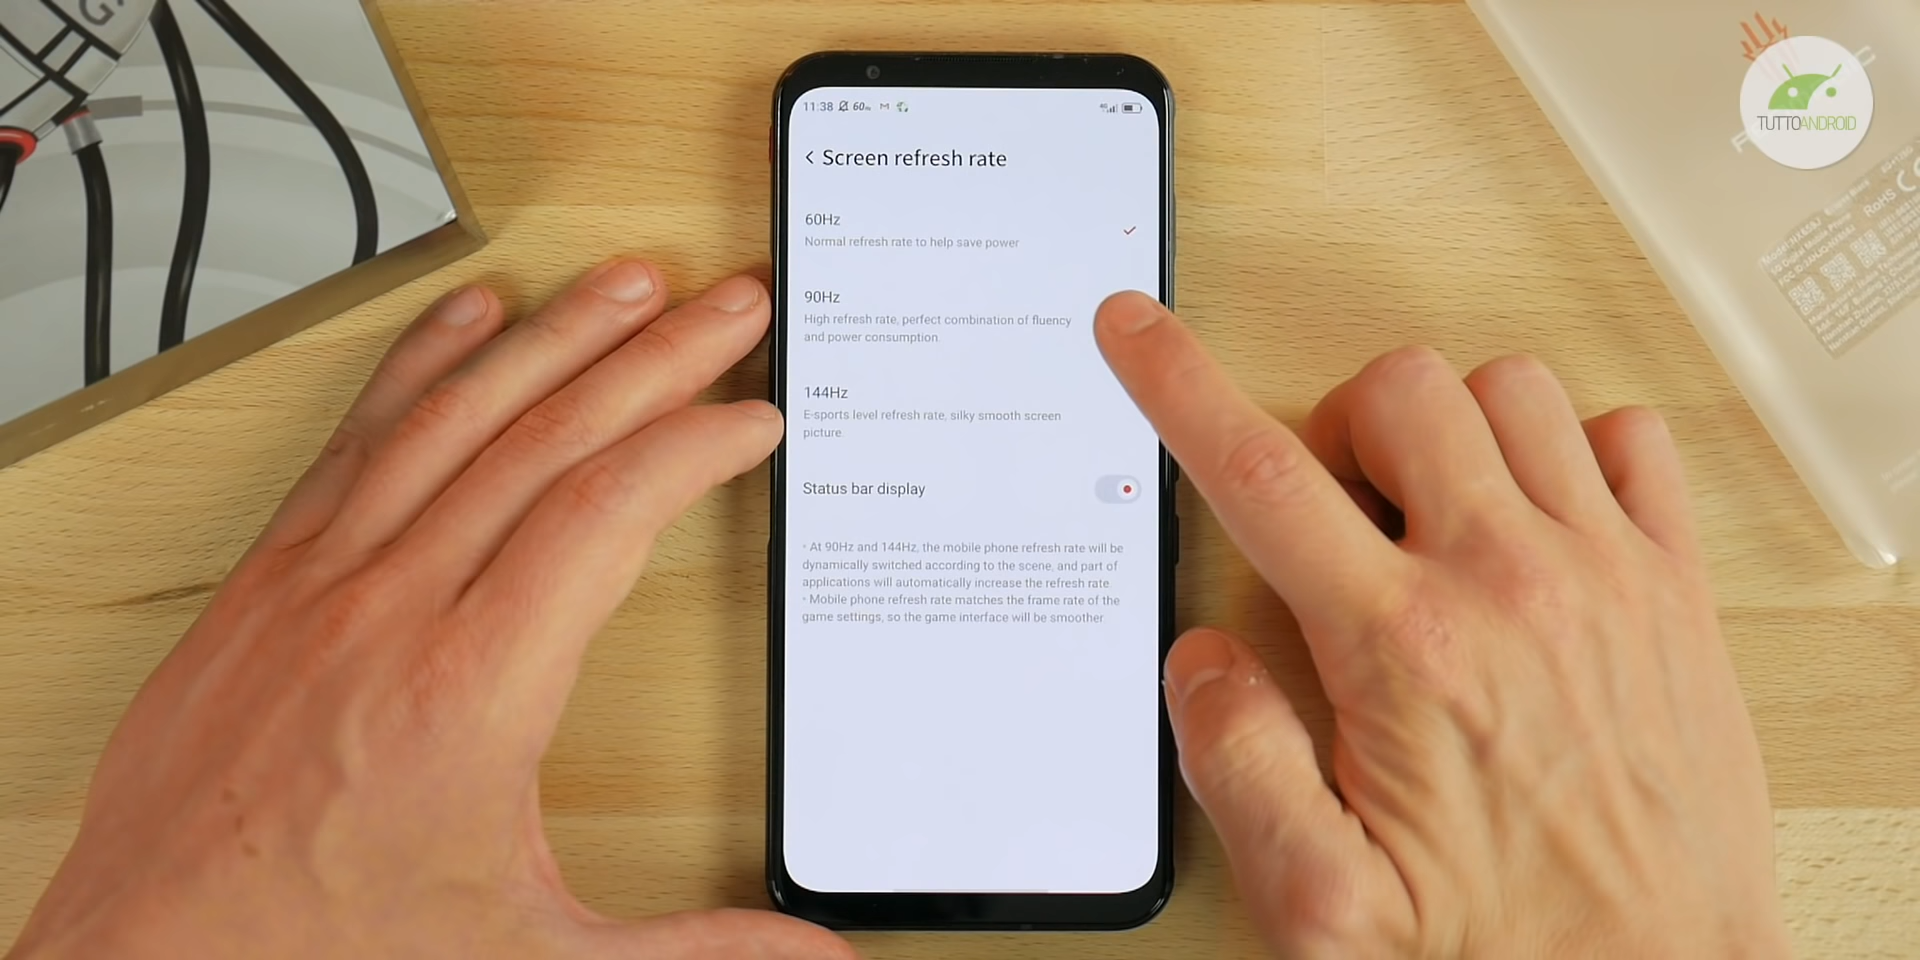 11:38 60Hz
Screen refresh rate
60Hz
Normal refresh rate to help save power
90Hz
High refresh rate, perfect combination of fluency
and power consumption.
144Hz
E-sports level refresh rate, silky smooth screen
picture.
Status bar display
• At 90Hz and 144Hz, the mobile phone refresh rate will be
dynamically switched according to the scene, and part of
applications will automatically increase the refresh rate.
• Mobile phone refresh rate matches the frame rate of the
game settings, so the game interface will be smoother.
TUTTOANDROID
RoHS CE
G